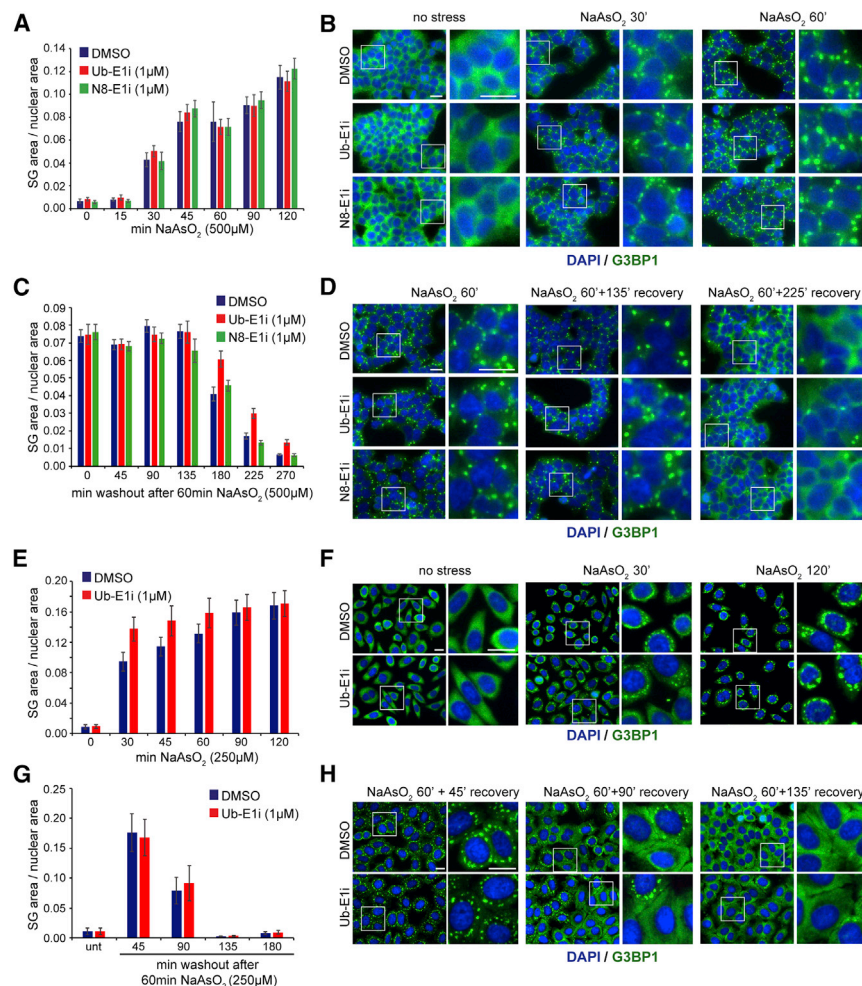 A
DMSO
Ub-E1i (1µM)
N8-E1i (1µM)
SG area / nuclear area
0.14
0.12
0.10
0.08
0.06
0.04
0.02
0.00
0 15 30 45 60 90 120
min NaAsO2 (500µM)
B
no stress NaAsO2 30' NaAsO2 60'
DMSO
Ub-E1i
N8-E1i
DAPI / G3BP1
C
DMSO
Ub-E1i (1µM)
N8-E1i (1µM)
SG area / nuclear area
0.09
0.08
0.07
0.06
0.05
0.04
0.03
0.02
0.01
0.00
0 45 90 135 180 225 270
min washout after 60min NaAsO2 (500µM)
D
NaAsO2 60' NaAsO2 60'+135' recovery NaAsO2 60'+225' recovery
DMSO
Ub-E1i
N8-E1i
DAPI / G3BP1
E
DMSO
Ub-E1i (1µM)
SG area / nuclear area
0.20
0.16
0.12
0.08
0.04
0.00
0 30 45 60 90 120
min NaAsO2 (250µM)
F
no stress NaAsO2 30' NaAsO2 120'
DMSO
Ub-E1i
DAPI / G3BP1
G
DMSO
Ub-E1i (1µM)
SG area / nuclear area
0.25
0.20
0.15
0.10
0.05
0.00
unt 45 90 135 180
min washout after
60min NaAsO2 (250µM)
H
NaAsO2 60' + 45' recovery NaAsO2 60'+90' recovery NaAsO2 60'+135' recovery
DMSO
Ub-E1i
DAPI / G3BP1